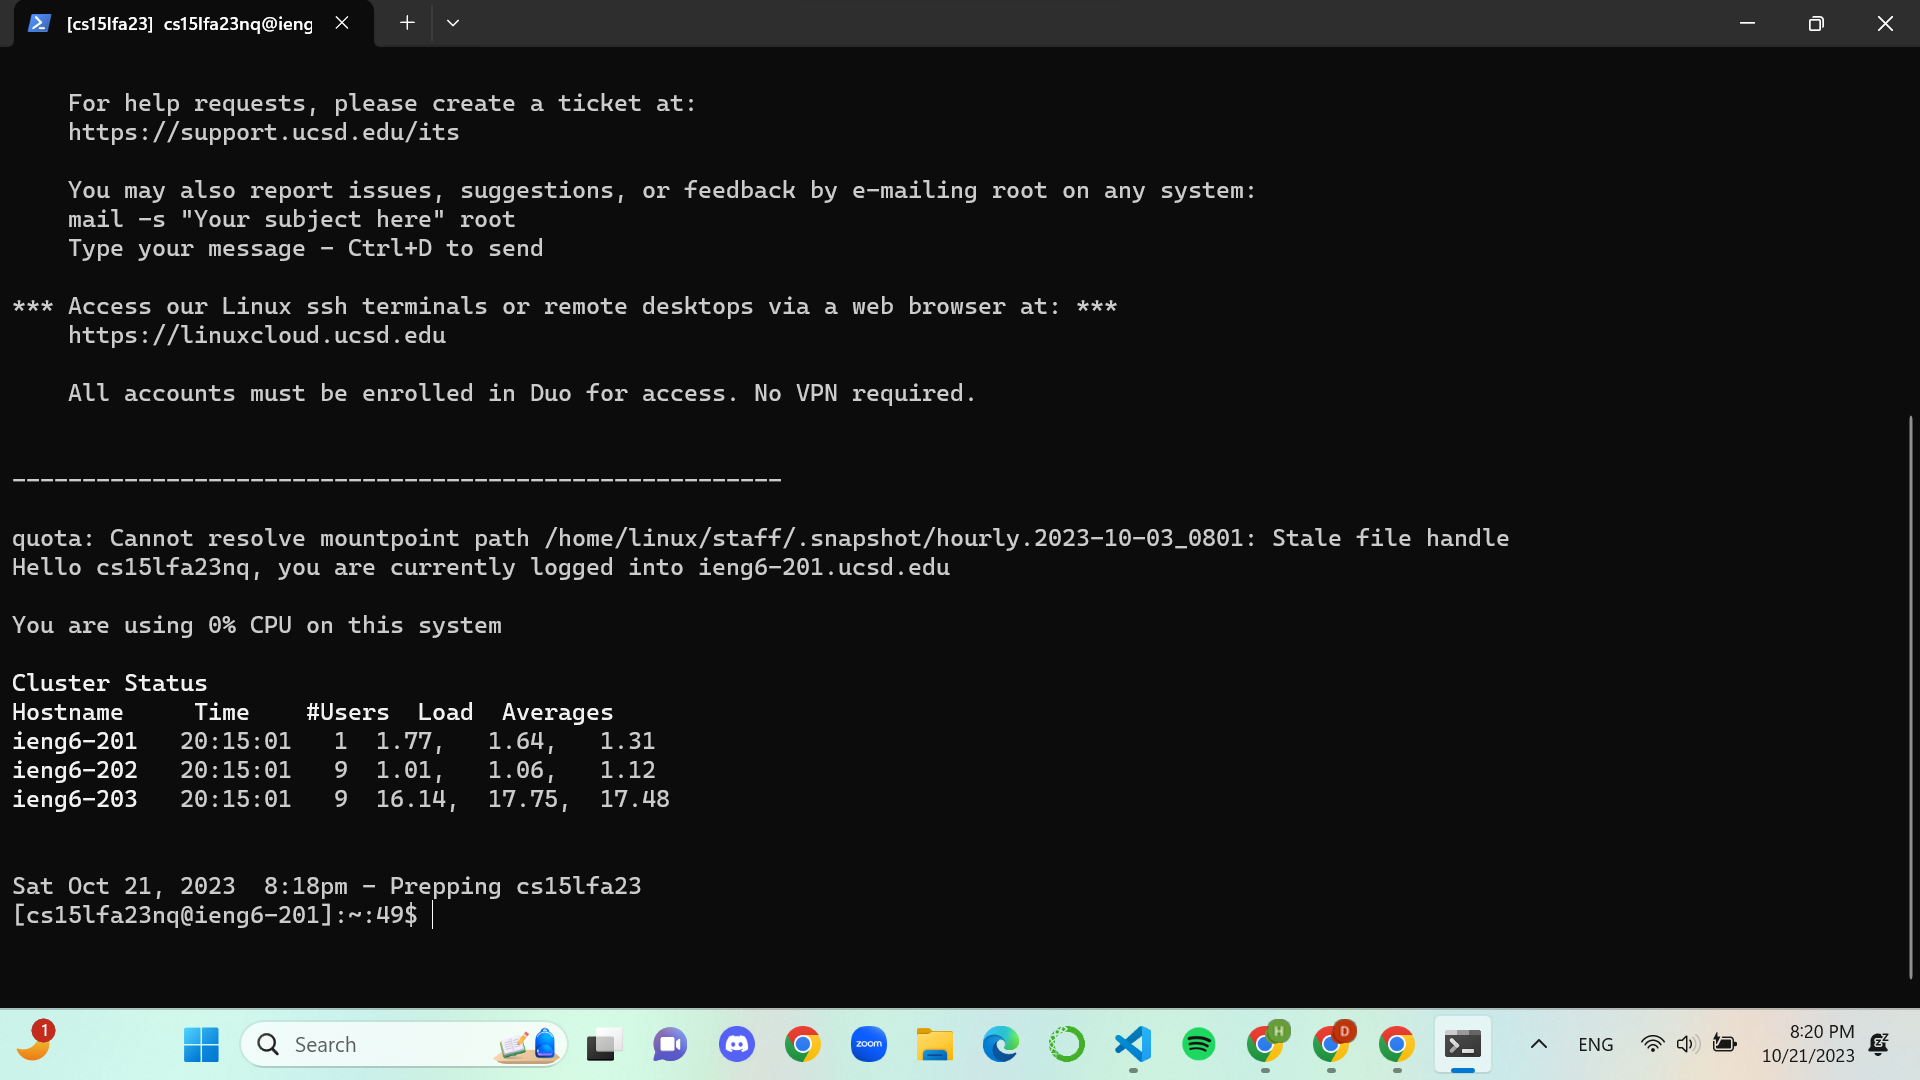 [cs15lfa23] cs15lfa23nq@ieng
For help requests, please create a ticket at:
https://support.ucsd.edu/its
You may also report issues, suggestions, or feedback by e-mailing root on any system:
mail -s "Your subject here" root
Type your message - Ctrl+D to send
*** Access our Linux ssh terminals or remote desktops via a web browser at: ***
https://linuxcloud.ucsd.edu
All accounts must be enrolled in Duo for access. No VPN required.
-------------------------------------------------------
quota: Cannot resolve mountpoint path /home/linux/staff/.snapshot/hourly.2023-10-03_0801: Stale file handle
Hello cs15lfa23nq, you are currently logged into ieng6-201.ucsd.edu
You are using 0% CPU on this system
Cluster Status
Hostname     Time    #Users  Load  Averages
ieng6-201   20:15:01   1  1.77,   1.64,   1.31
ieng6-202   20:15:01   9  1.01,   1.06,   1.12
ieng6-203   20:15:01   9  16.14,  17.75,  17.48
Sat Oct 21, 2023  8:18pm - Prepping cs15lfa23
[cs15lfa23nq@ieng6-201]:~:49$
1
Search
zoom
H
D
ENG
8:20 PM
10/21/2023